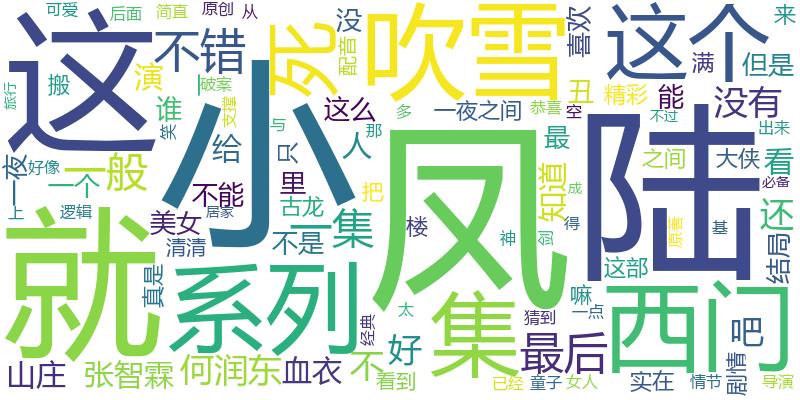 可爱
后面
简直
原创
从
没
来
这
不错
死
配音
吹雪
喜欢
这个
满
但是
搬
演
破案
旅行
谁
笑
支撑
这么
一夜之间
恭喜
丑
空
精彩
能
没有
不过
小
给
只
人
那
多
与
最
凤
陆
出来
一夜
好像
一般
一个
不能
里
把
楼
知道
成
之间
大侠
看
必备
上
逻辑
美女
居家
古龙
一集
得
原著
基
还
就
清清
不是
神
剑
这部
结局
真是
系列
太
嘛
一点
西门
经典
猜到
集
最后
吧
山庄
张智霖
何润东
血衣
不
好
看到
已经
童子
女人
实在
情节
剧情
导演